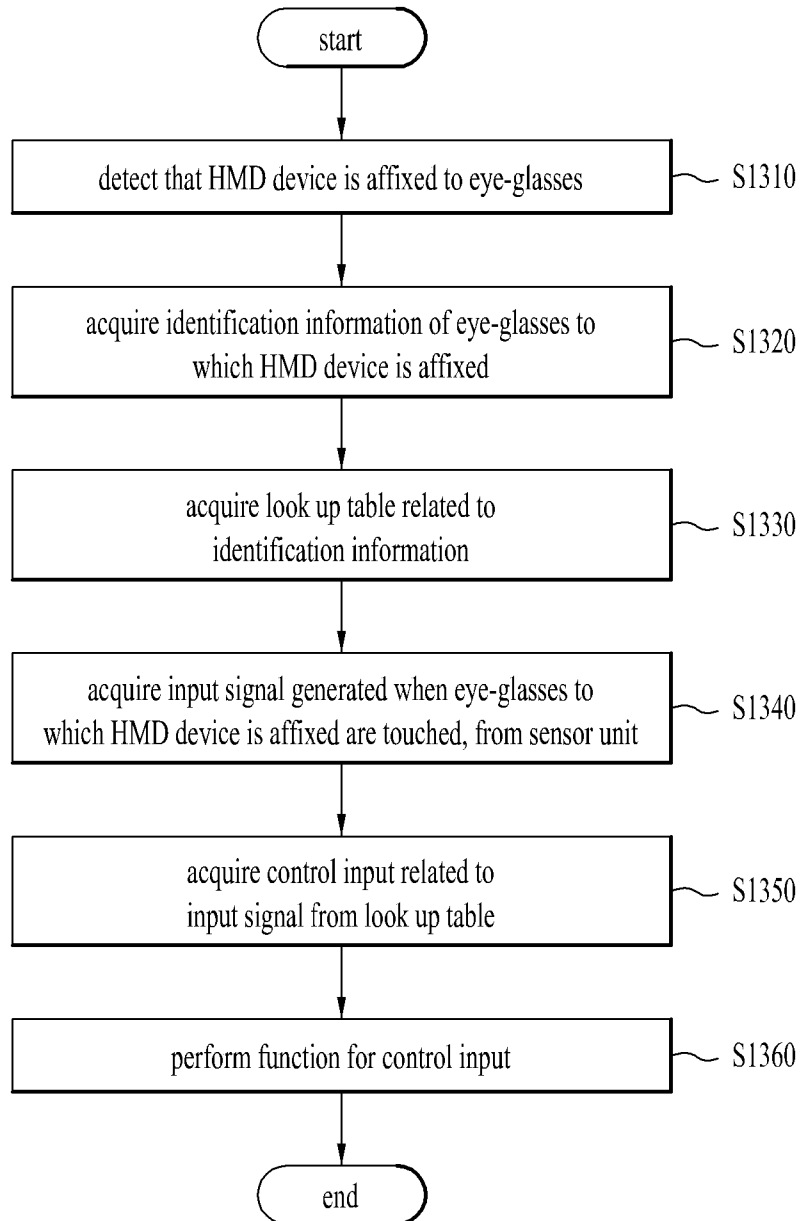 start
detect that HMD device is affixed to eye-glasses
S1310
acquire identification information of eye-glasses to
which HMD device is affixed
S1320
acquire look up table related to
identification information
S1330
acquire input signal generated when eye-glasses to
which HMD device is affixed are touched, from sensor unit
S1340
acquire control input related to
input signal from look up table
S1350
perform function for control input
S1360
end